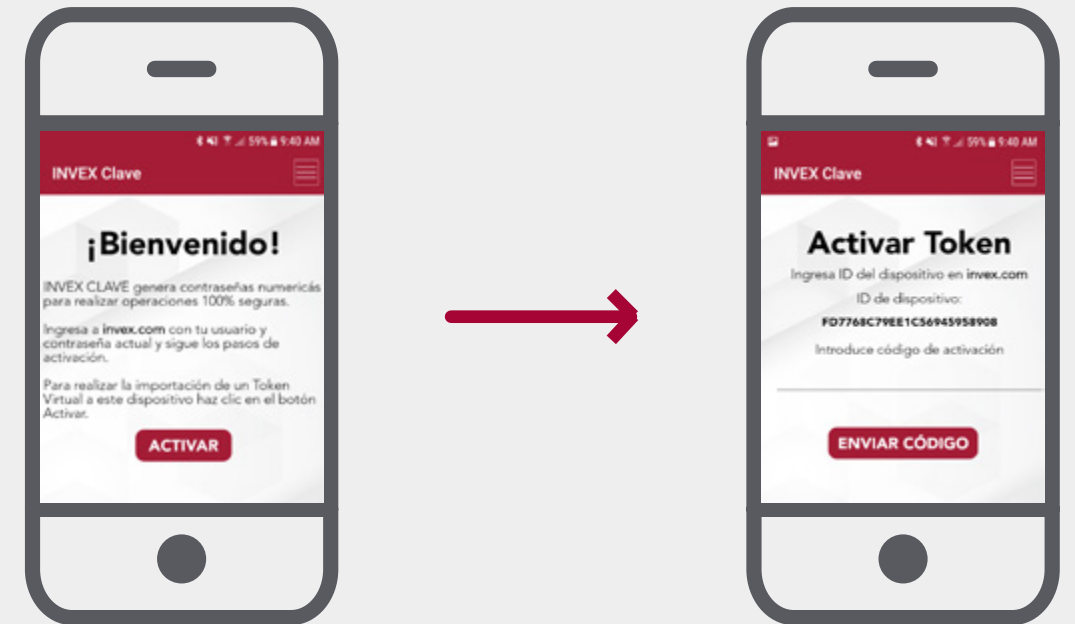 59% 9:40 AM
INVEX Clave
¡Bienvenido!
INVEX CLAVE genera contraseñas numericás
para realizar operaciones 100% seguras.
Ingresa a invex.com con tu usuario y
contraseña actual y sigue los pasos de
activación.
Para realizar la importación de un Token
Virtual a este dispositivo haz clic en el botón
Activar.
ACTIVAR
59% 9:40 AM
INVEX Clave
Activar Token
Ingresa ID del dispositivo en invex.com
ID de dispositivo:
FD7768C79EE1C56945958908
Introduce código de activación
ENVIAR CÓDIGO